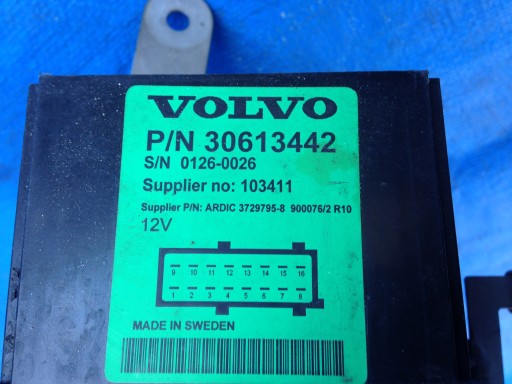 VOLVO
P/N 30613442
S/N 0126-0026
Supplier no: 103411
Supplier P/N: ARDIC 3729795-8 900076/2 R10
12V
9 10 11 12 13 14 15 16
1 2 3 4 5 6 7 8
MADE IN SWEDEN